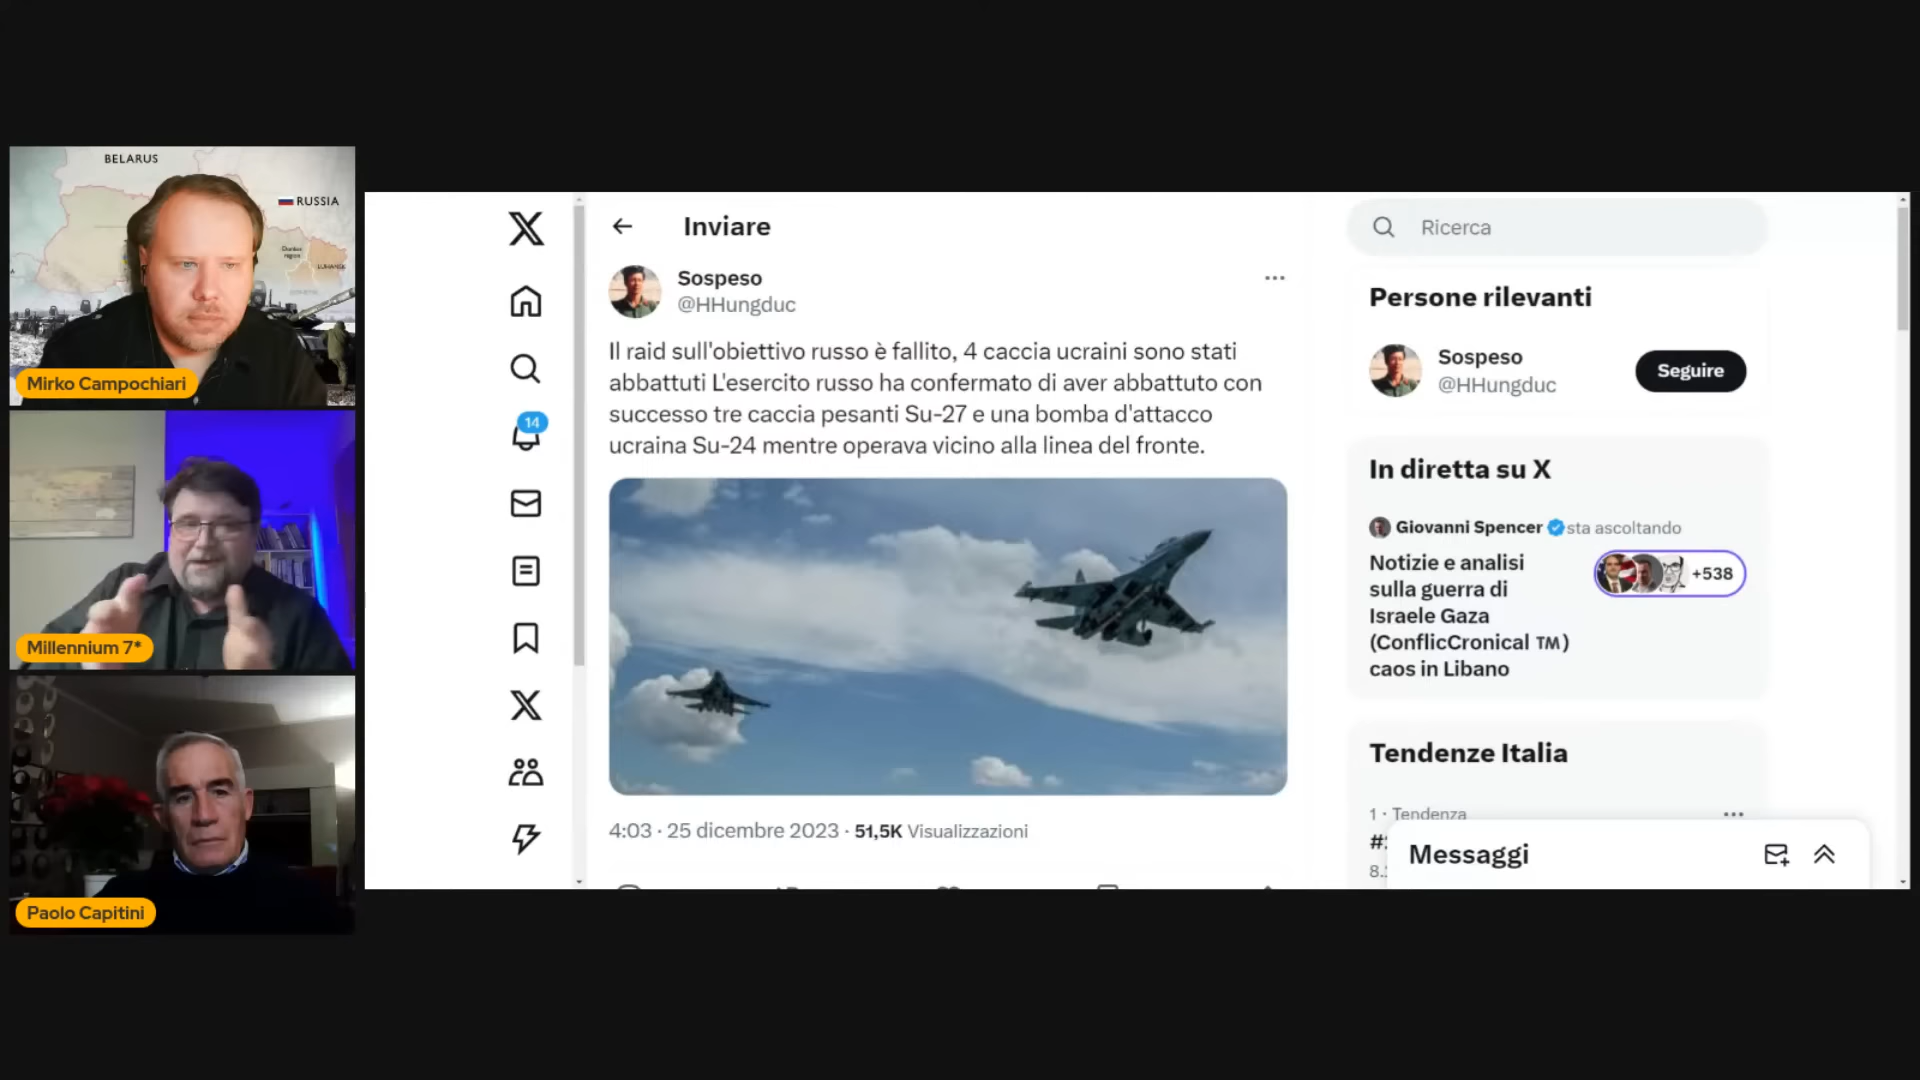 BELARUS
RUSSIA
Donbas
region
LUHANSK
Mirko Campochiari
Millennium 7*
Paolo Capitini
14
Inviare
Sospeso
@HHungduc
Il raid sull'obiettivo russo è fallito, 4 caccia ucraini sono stati
abbattuti L'esercito russo ha confermato di aver abbattuto con
successo tre caccia pesanti Su-27 e una bomba d'attacco
ucraina Su-24 mentre operava vicino alla linea del fronte.
4:03 · 25 dicembre 2023 · 51,5K Visualizzazioni
Ricerca
Persone rilevanti
Sospeso
@HHungduc
Seguire
In diretta su X
Giovanni Spencer sta ascoltando
Notizie e analisi
sulla guerra di
Israele Gaza
(ConflicCronical ™)
caos in Libano
+538
Tendenze Italia
1 · Tendenza
Messaggi